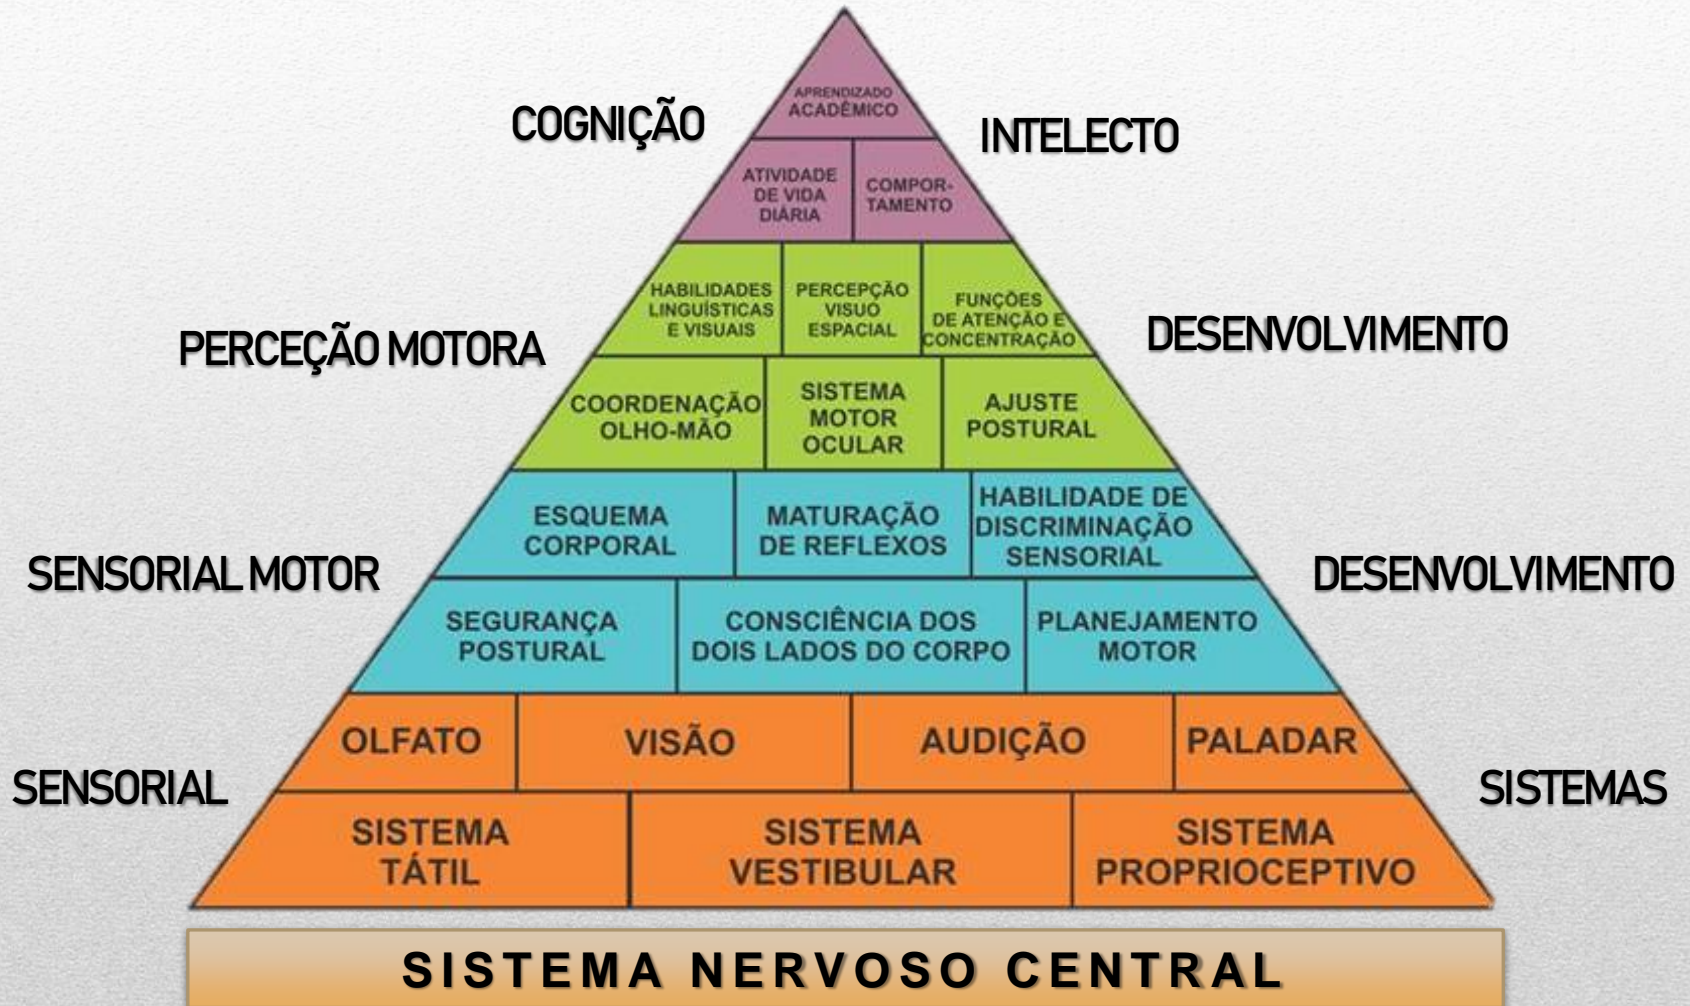 APRENDIZADO
ACADÊMICO
COGNIÇÃO
INTELECTO
ATIVIDADE
DE VIDA
DIÁRIA
COMPOR-
TAMENTO
HABILIDADES
LINGUÍSTICAS
E VISUAIS
PERCEPÇÃO
VISUO
ESPACIAL
FUNÇÕES
DE ATENÇÃO E
CONCENTRAÇÃO
PERCEÇÃO MOTORA
DESENVOLVIMENTO
COORDENAÇÃO
OLHO-MÃO
SISTEMA
MOTOR
OCULAR
AJUSTE
POSTURAL
ESQUEMA
CORPORAL
MATURAÇÃO
DE REFLEXOS
HABILIDADE DE
DISCRIMINAÇÃO
SENSORIAL
SENSORIAL MOTOR
DESENVOLVIMENTO
SEGURANÇA
POSTURAL
CONSCIÊNCIA DOS
DOIS LADOS DO CORPO
PLANEJAMENTO
MOTOR
OLFATO
VISÃO
AUDIÇÃO
PALADAR
SENSORIAL
SISTEMAS
SISTEMA
TÁTIL
SISTEMA
VESTIBULAR
SISTEMA
PROPRIOCEPTIVO
SISTEMA NERVOSO CENTRAL